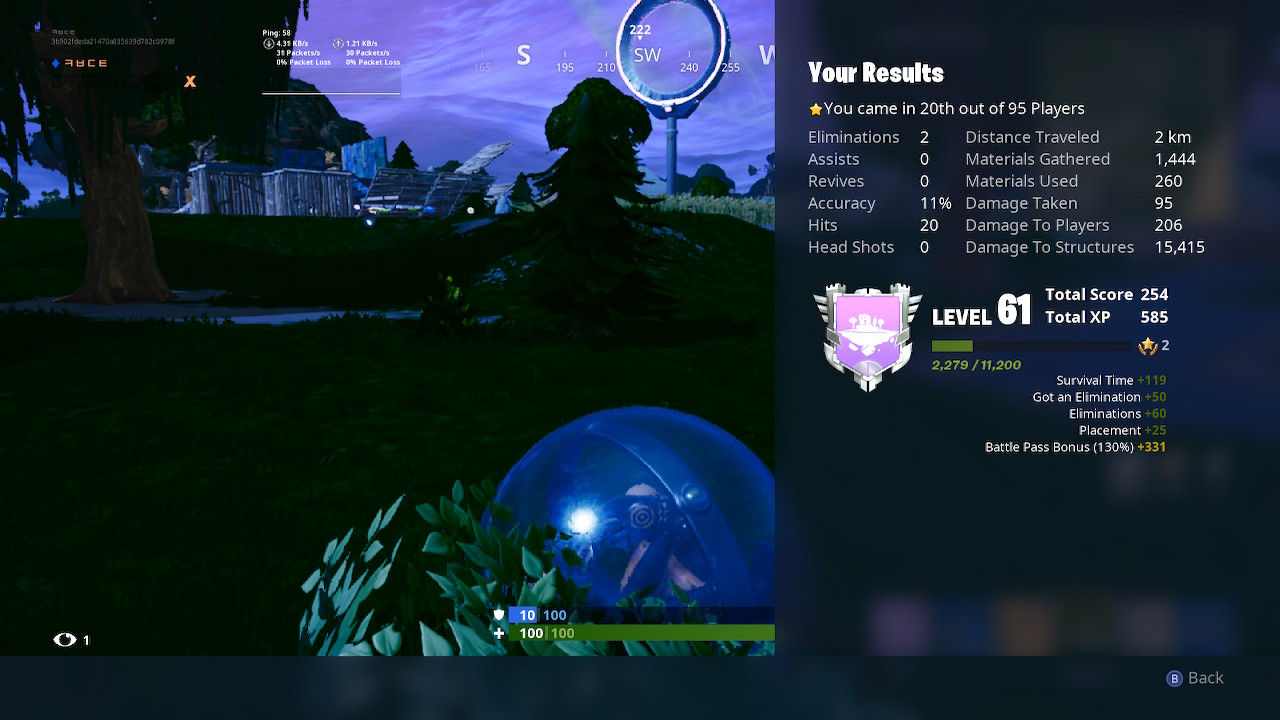 ꓤUCE
3b502fdeda21470a835639d782c0978f
ꓤUCE
X
Ping: 58
4.31 KB/s 1.21 KB/s
31 Packets/s 30 Packets/s
0% Packet Loss 0% Packet Loss
222
165 S 195 210 SW 240 255 W
Your Results
You came in 20th out of 95 Players
Eliminations 2 Distance Traveled 2 km
Assists 0 Materials Gathered 1,444
Revives 0 Materials Used 260
Accuracy 11% Damage Taken 95
Hits 20 Damage To Players 206
Head Shots 0 Damage To Structures 15,415
LEVEL 61
Total Score 254
Total XP 585
2
2,279 / 11,200
Survival Time +119
Got an Elimination +50
Eliminations +60
Placement +25
Battle Pass Bonus (130%) +331
10 | 100
100 | 100
1
B Back